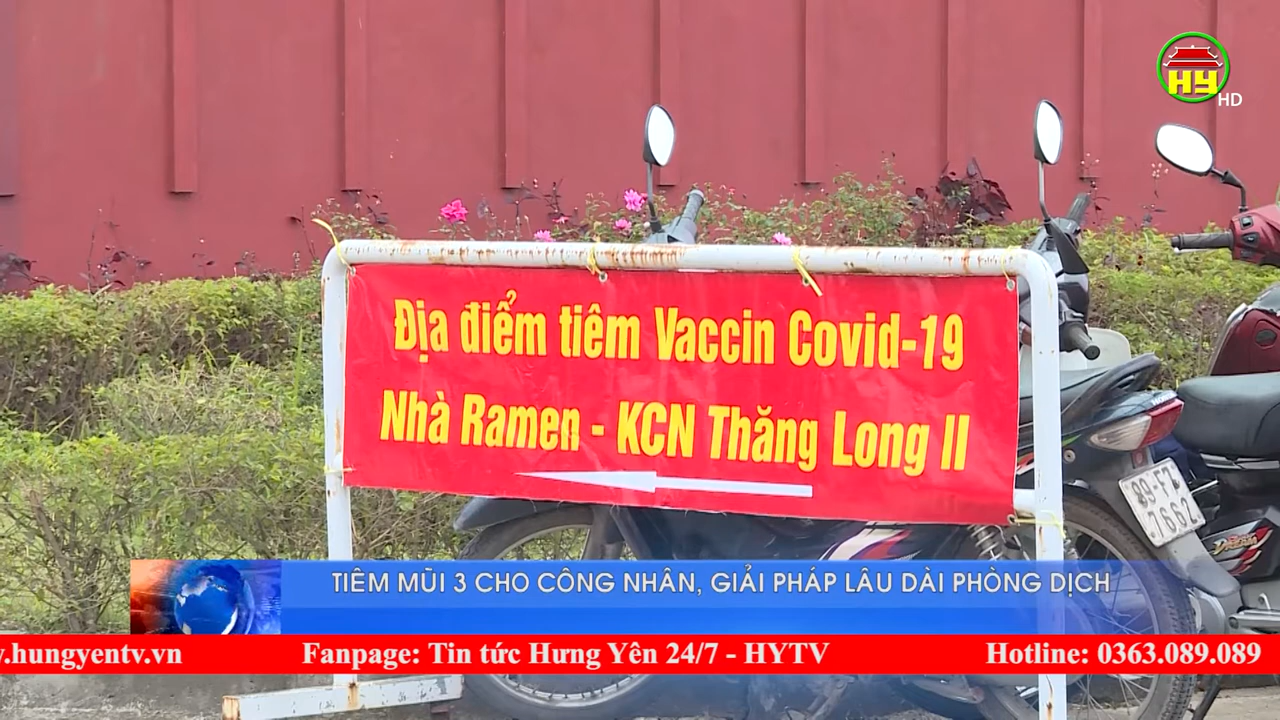 HY
HD
Địa điểm tiêm Vaccin Covid-19
Nhà Ramen - KCN Thăng Long II
89-Y7
7662
TIÊM MŨI 3 CHO CÔNG NHÂN, GIẢI PHÁP LÂU DÀI PHÒNG DỊCH
.hungyentv.vn Fanpage: Tin tức Hưng Yên 24/7 - HYTV Hotline: 0363.089.089